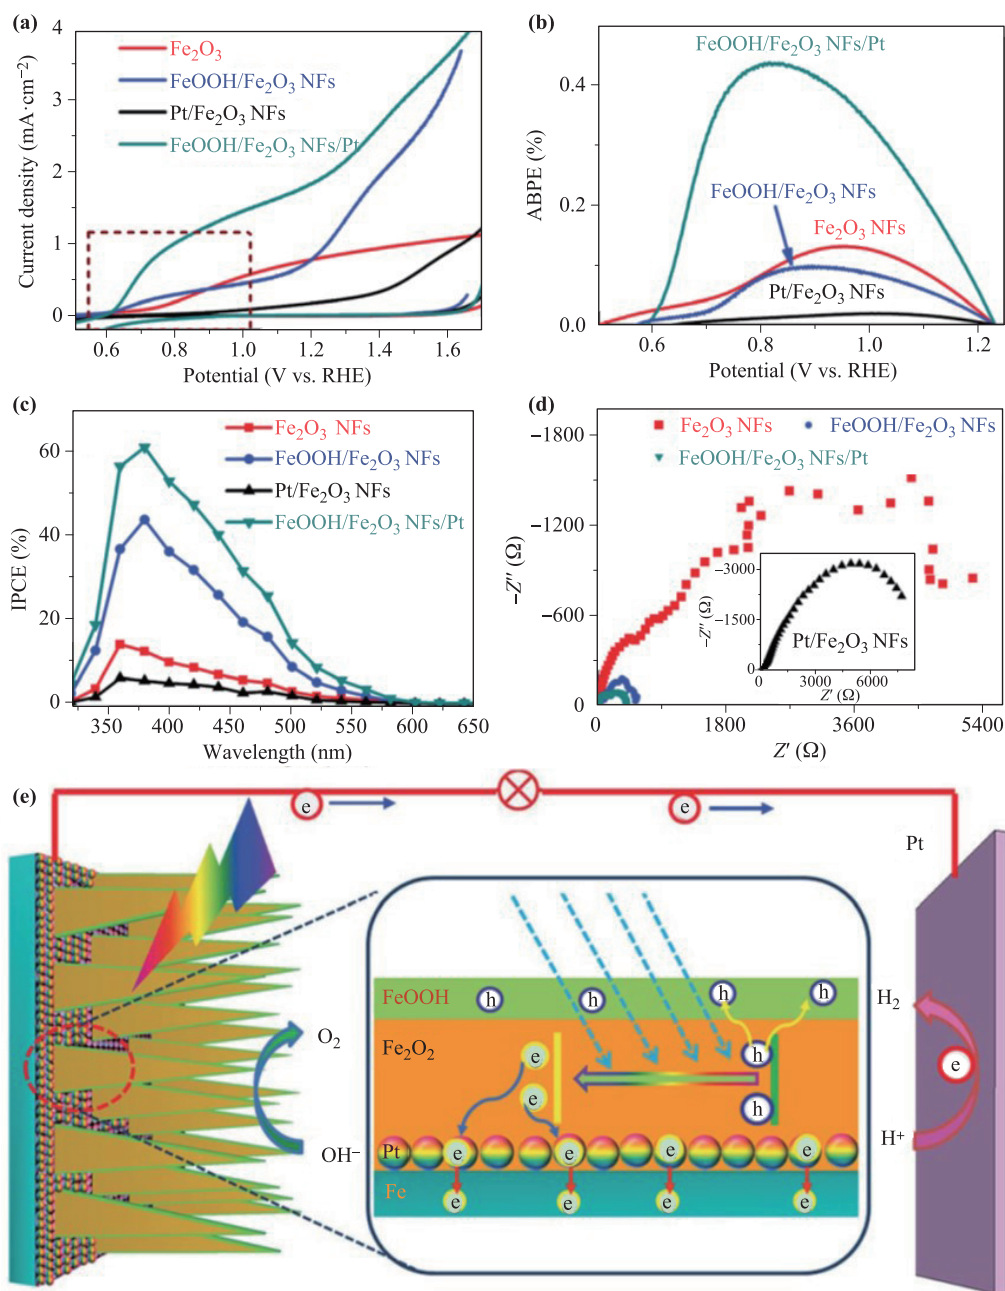 (a)
4
3
2
1
0
0.6 0.8 1.0 1.2 1.4 1.6
Current density (mA·cm⁻²)
Potential (V vs. RHE)
Fe₂O₃
FeOOH/Fe₂O₃ NFs
Pt/Fe₂O₃ NFs
FeOOH/Fe₂O₃ NFs/Pt
(b)
0.4
0.2
0.0
0.6 0.8 1.0 1.2
ABPE (%)
Potential (V vs. RHE)
FeOOH/Fe₂O₃ NFs/Pt
FeOOH/Fe₂O₃ NFs
Fe₂O₃ NFs
Pt/Fe₂O₃ NFs
(c)
60
40
20
0
350 400 450 500 550 600 650
IPCE (%)
Wavelength (nm)
Fe₂O₃ NFs
FeOOH/Fe₂O₃ NFs
Pt/Fe₂O₃ NFs
FeOOH/Fe₂O₃ NFs/Pt
(d)
Fe₂O₃ NFs FeOOH/Fe₂O₃ NFs
FeOOH/Fe₂O₃ NFs/Pt
−1800
−1200
−600
0
0 1800 3600 5400
−Z″ (Ω)
Z′ (Ω)
−3000
−1500
0
0 3000 6000
−Z″ (Ω)
Z′ (Ω)
Pt/Fe₂O₃ NFs
(e)
e
e
Pt
FeOOH
h h h h
Fe₂O₂
e
e
h
h
Pt
e e e e
Fe
e e e e
O₂
OH⁻
H₂
e
H⁺